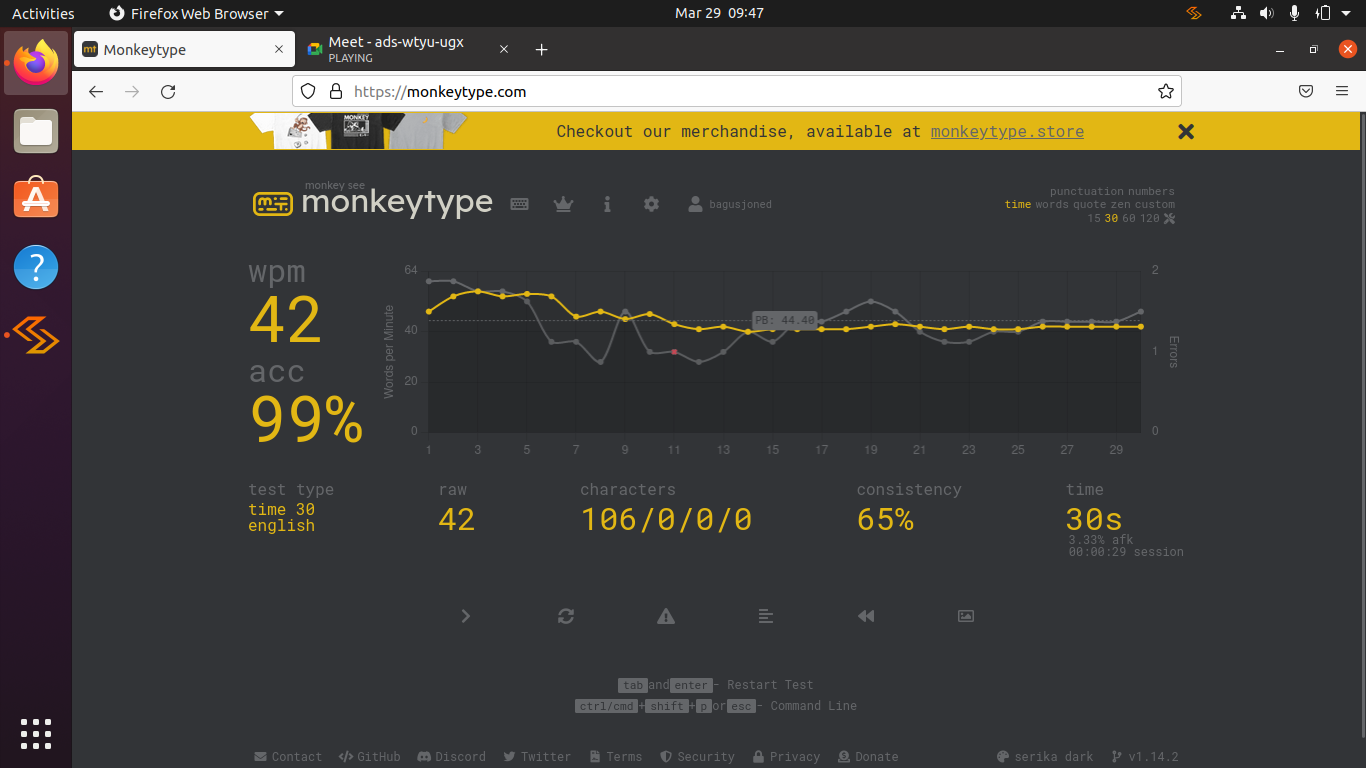 Activities Firefox Web Browser Mar 29 09:47
Monkeytype Meet - ads-wtyu-ugx
PLAYING
https://monkeytype.com
MONKEY
Checkout our merchandise, available at monkeytype.store
monkey see
monkeytype
bagusjoned
punctuation numbers
time words quote zen custom
15 30 60 120
wpm
42
acc
99%
Words per Minute
64
40
20
0
PB: 44.40
2
1
0
Errors
1 3 5 7 9 11 13 15 17 19 21 23 25 27 29
test type
time 30
english
raw
42
characters
106/0/0/0
consistency
65%
time
30s
3.33% afk
00:00:29 session
tab and enter - Restart Test
ctrl/cmd + shift + p or esc - Command Line
Contact GitHub Discord Twitter Terms Security Privacy Donate serika dark v1.14.2